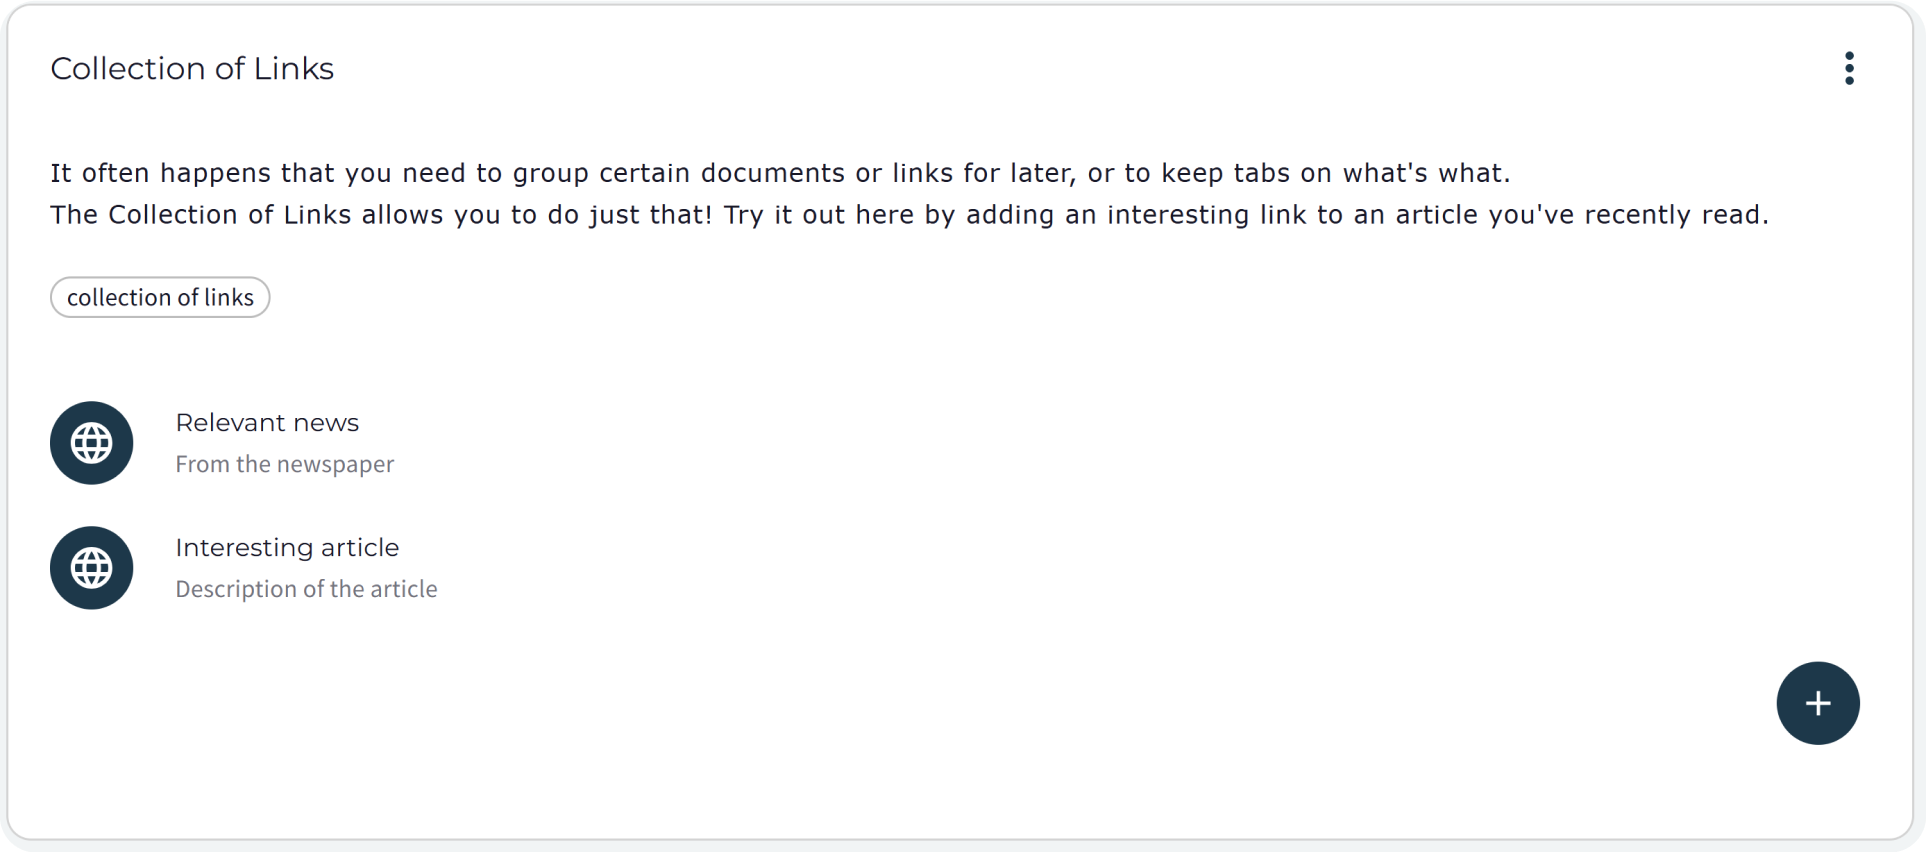 Collection of Links
It often happens that you need to group certain documents or links for later, or to keep tabs on what's what.
The Collection of Links allows you to do just that! Try it out here by adding an interesting link to an article you've recently read.
collection of links
Relevant news
From the newspaper
Interesting article
Description of the article